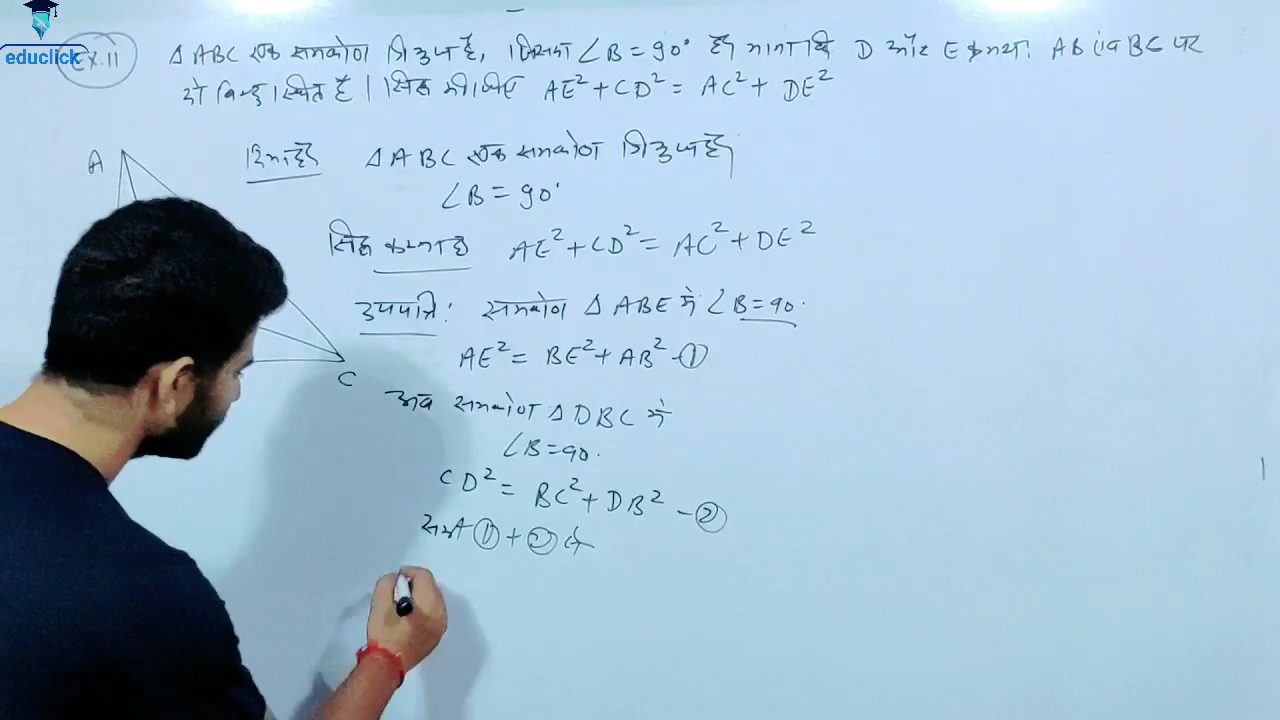 educlick
Ex.11 Δ ABC एक समकोण त्रिभुज है, जिसका ∠B = 90° है। माना कि D और E क्रमशः AB एवं BC पर
दो बिन्दु स्थित है। सिद्ध कीजिए AE² + CD² = AC² + DE²
A
दिया है Δ ABC एक समकोण त्रिभुज है,
∠B = 90°
सिद्ध करना है AE² + CD² = AC² + DE²
उपपत्ति: समकोण Δ ABE में ∠B = 90.
AE² = BE² + AB² - ①
C
अब समकोण Δ DBC में
∠B = 90.
CD² = BC² + DB² - ②
① + ② से